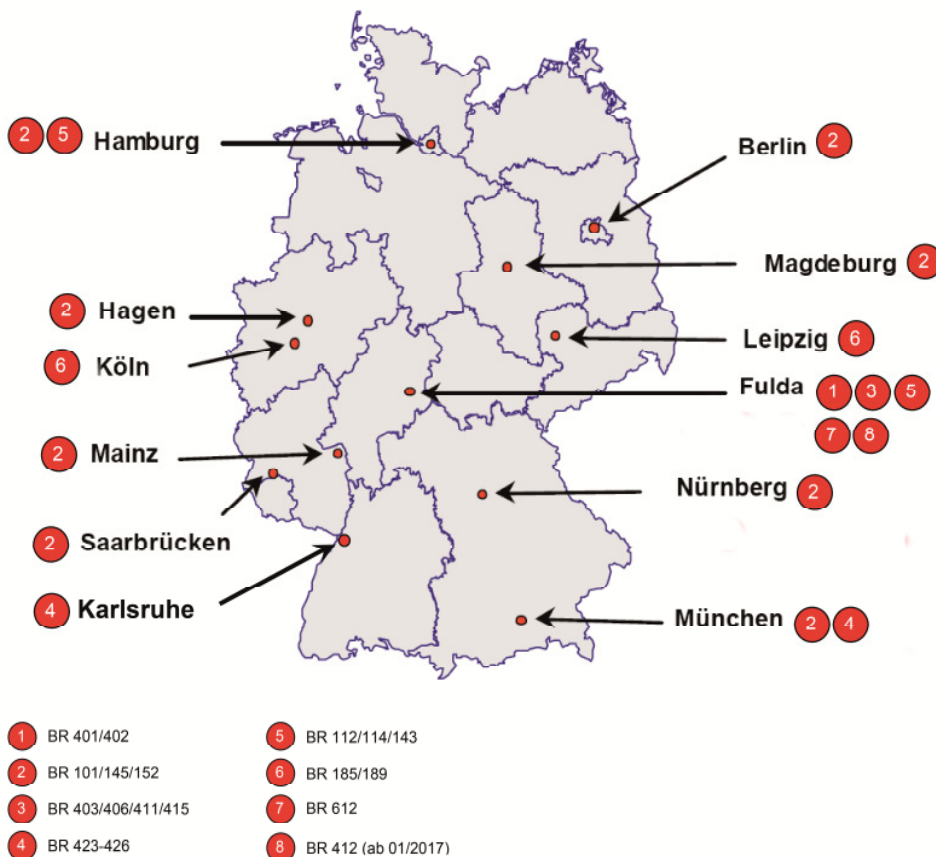 2 5 Hamburg
Berlin 2
Magdeburg 2
2 Hagen
Leipzig 6
6 Köln
Fulda 1 3 5
7 8
2 Mainz
Nürnberg 2
2 Saarbrücken
4 Karlsruhe
München 2 4
1 BR 401/402
5 BR 112/114/143
2 BR 101/145/152
6 BR 185/189
3 BR 403/406/411/415
7 BR 612
4 BR 423-426
8 BR 412 (ab 01/2017)